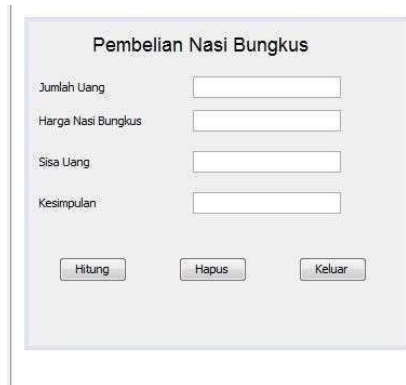 Pembelian Nasi Bungkus
Jumlah Uang
Harga Nasi Bungkus
Sisa Uang
Kesimpulan
Hitung Hapus Keluar